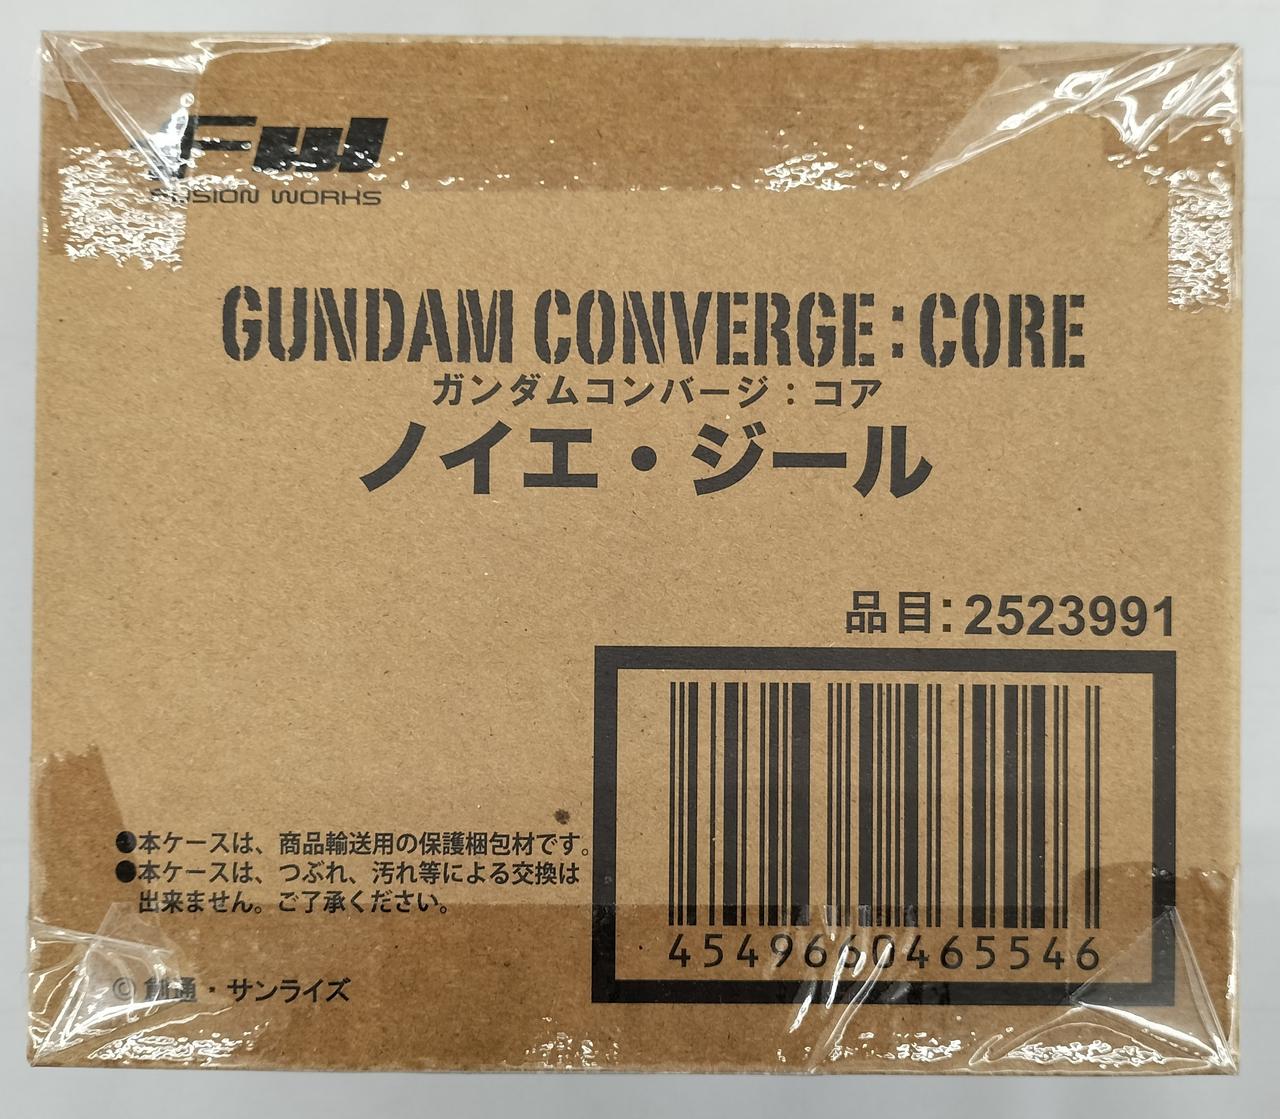 FW
FUSION WORKS
GUNDAM CONVERGE:CORE
ガンダムコンバージ：コア
ノイエ・ジール
品目:2523991
4549660465546
●本ケースは、商品輸送用の保護梱包材です。
●本ケースは、つぶれ、汚れ等による交換は
出来ません。ご了承ください。
© 創通・サンライズ